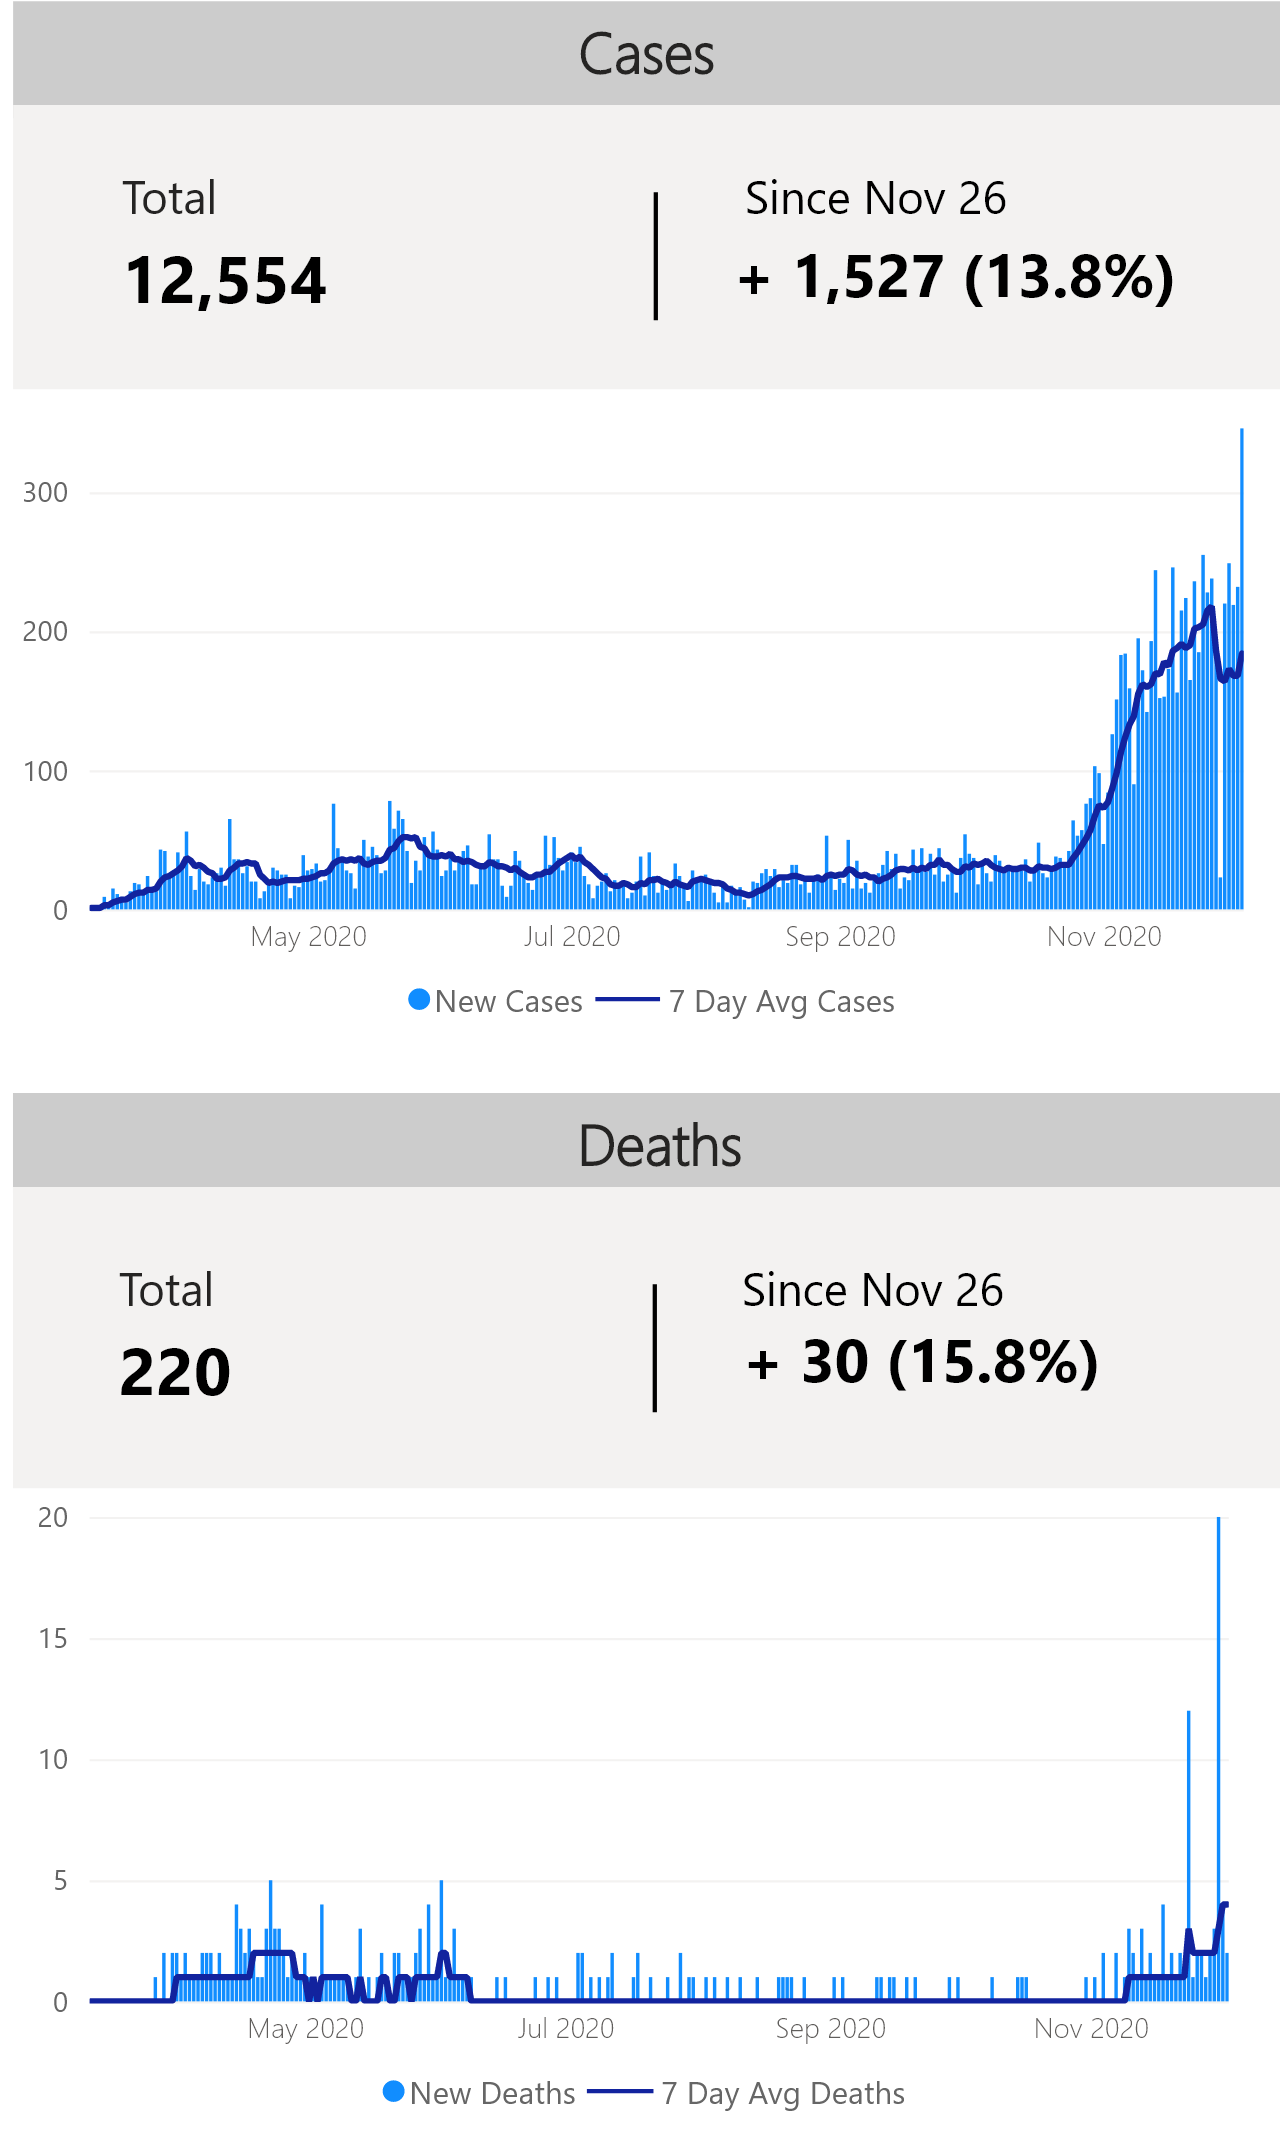 Cases
Total
Since Nov 26
12,554
+ 1,527 (13.8%)
300
200
100
0
May 2020 Jul 2020 Sep 2020 Nov 2020
New Cases 7 Day Avg Cases
Deaths
Total
Since Nov 26
220
+ 30 (15.8%)
20
15
10
5
0
May 2020 Jul 2020 Sep 2020 Nov 2020
New Deaths 7 Day Avg Deaths